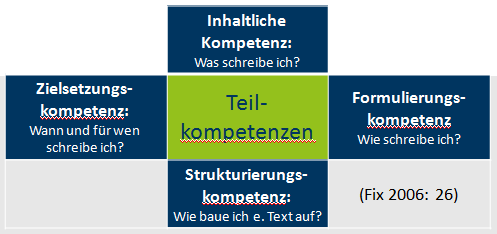 Inhaltliche
Kompetenz:
Was schreibe ich?
Zielsetzungs-
kompetenz:
Wann und für wen
schreibe ich?
Teil-
kompetenzen
Formulierungs-
kompetenz
Wie schreibe ich?
Strukturierungs-
kompetenz:
Wie baue ich e. Text auf?
(Fix 2006: 26)